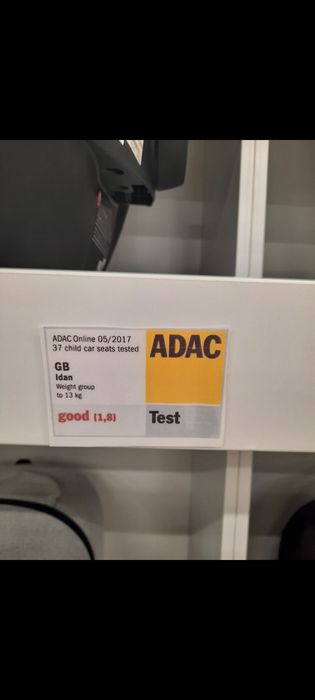 ADAC Online 05/2017
37 child car seats tested
GB
Idan
Weight group
to 13 kg
good (1,8)
ADAC
Test